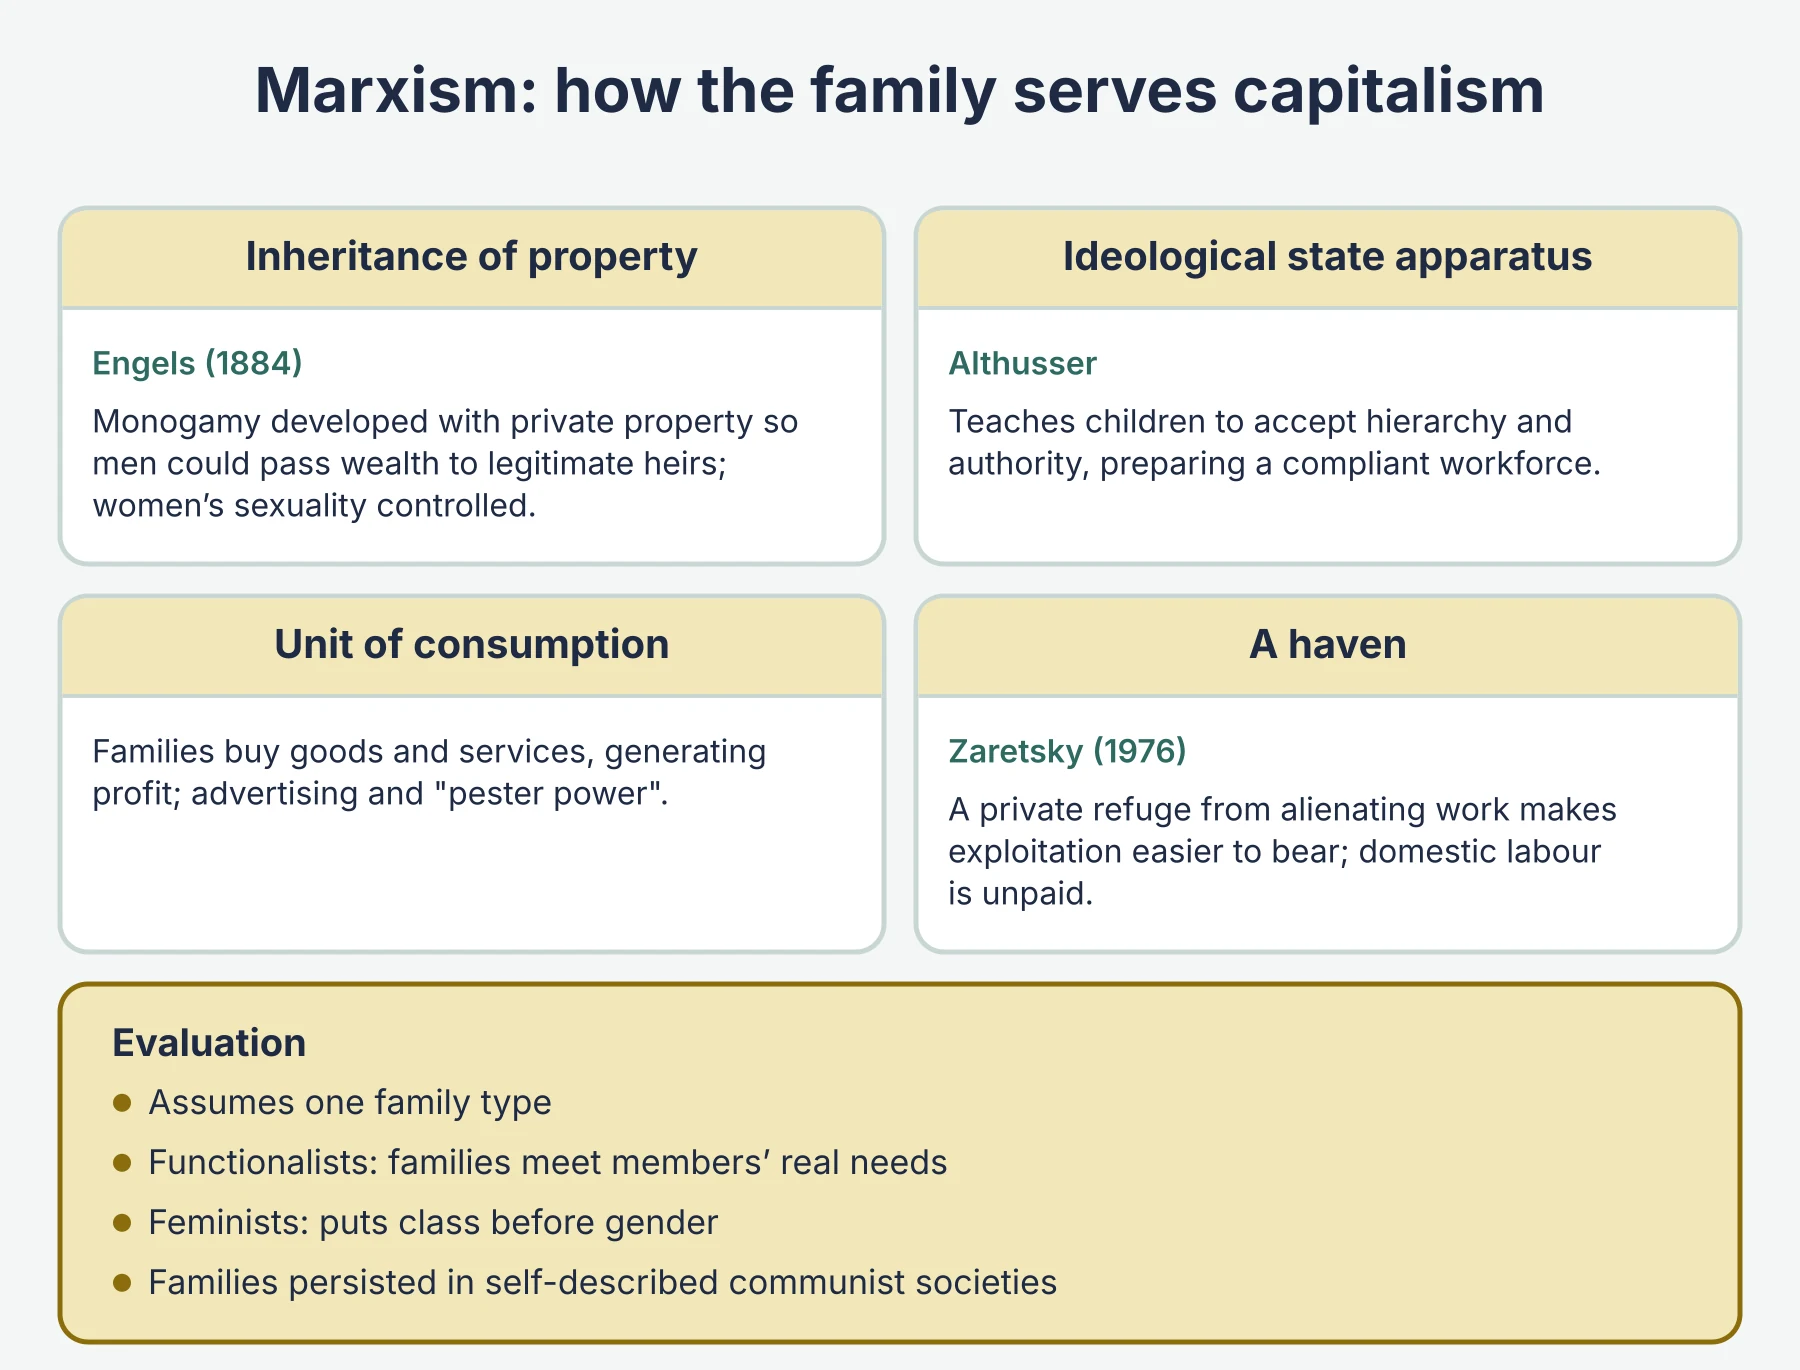 Marxism: how the family serves capitalism
Inheritance of property
Engels (1884)
Monogamy developed with private property so
men could pass wealth to legitimate heirs;
women’s sexuality controlled.
Ideological state apparatus
Althusser
Teaches children to accept hierarchy and
authority, preparing a compliant workforce.
Unit of consumption
Families buy goods and services, generating
profit; advertising and "pester power".
A haven
Zaretsky (1976)
A private refuge from alienating work makes
exploitation easier to bear; domestic labour
is unpaid.
Evaluation
● Assumes one family type
● Functionalists: families meet members’ real needs
● Feminists: puts class before gender
● Families persisted in self-described communist societies